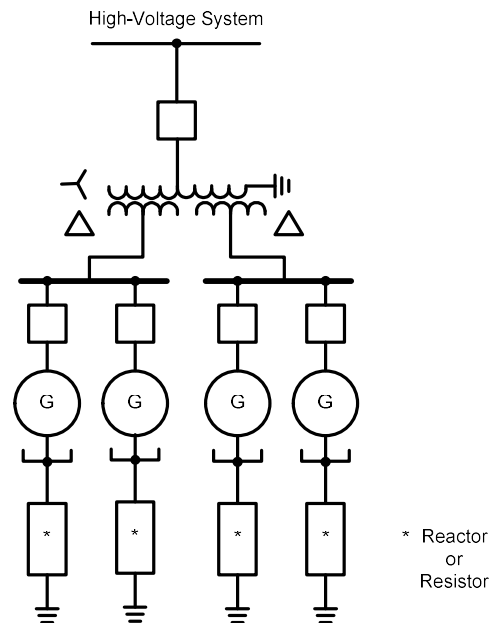 High-Voltage System
G G G G
* * * *
* Reactor
or
Resistor